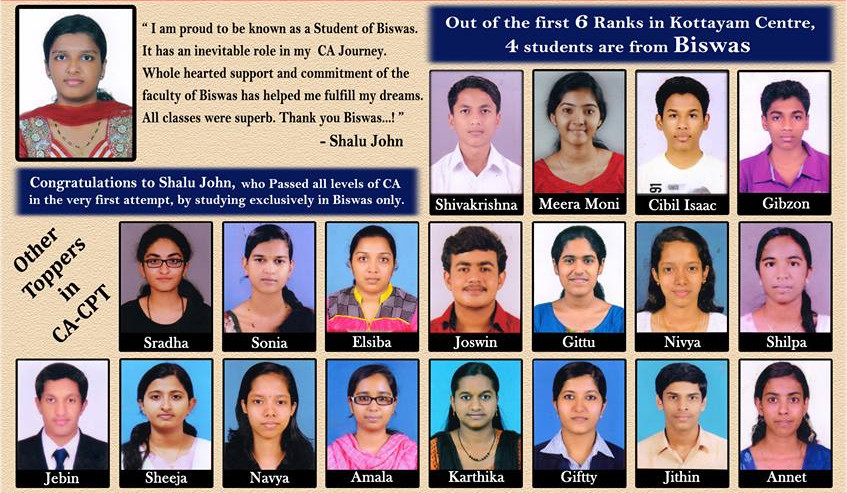 “ I am proud to be known as a Student of Biswas.
It has an inevitable role in my CA Journey.
Whole hearted support and commitment of the
faculty of Biswas has helped me fulfill my dreams.
All classes were superb. Thank you Biswas...! ”
- Shalu John
Congratulations to Shalu John, who Passed all levels of CA
in the very first attempt, by studying exclusively in Biswas only.
Out of the first 6 Ranks in Kottayam Centre,
4 students are from Biswas
Shivakrishna Meera Moni Cibil Isaac Gibzon
Other
Toppers
in
CA-CPT
Sradha Sonia Elsiba Joswin Gittu Nivya Shilpa
Jebin Sheeja Navya Amala Karthika Giftty Jithin Annet